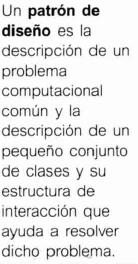 Un patrón de
diseño es la
descripción de un
problema
computacional
común y la
descripción de un
pequeño conjunto
de clases y su
estructura de
interacción que
ayuda a resolver
dicho problema.